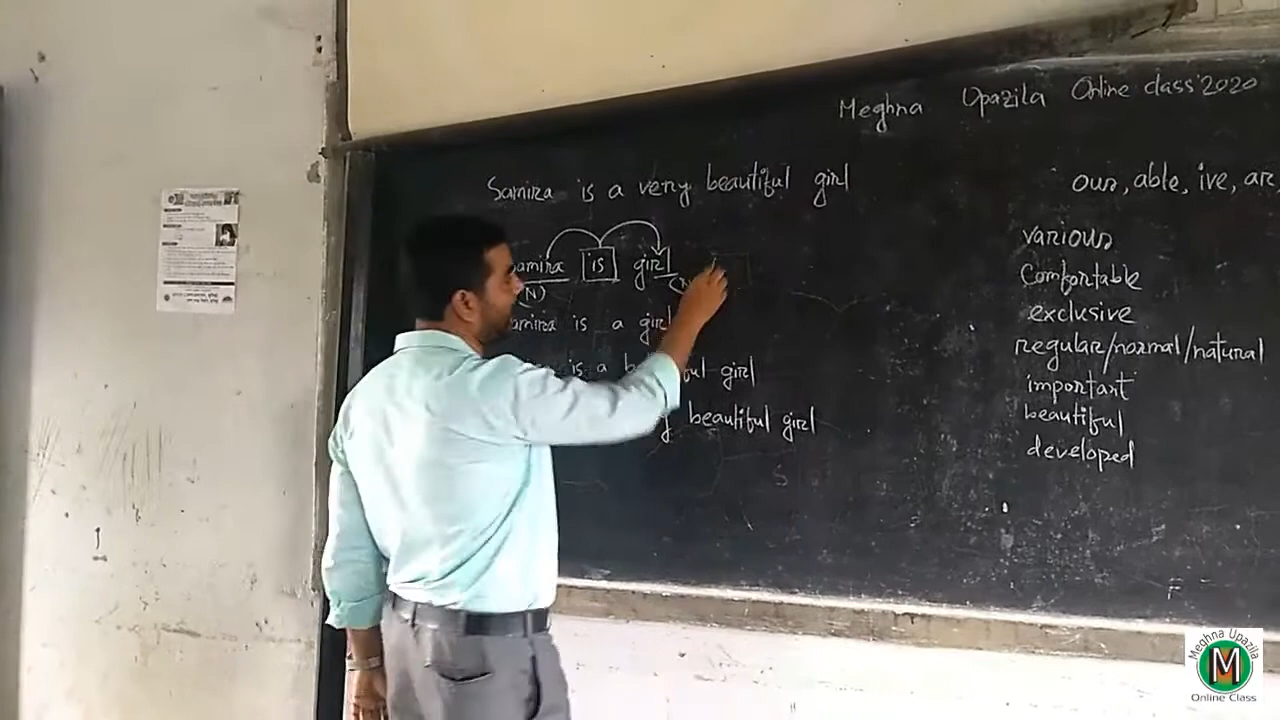 Meghna Upazila Online class'2020
Samira is a very beautiful girl
our, able, ive, ar
Samira is girl
(N)
Samira is a girl
is a beautiful girl
beautiful girl
S
various
Comfortable
exclusive
regular/normal/natural
important
beautiful
developed
Meghna Upazila
M
Online Class